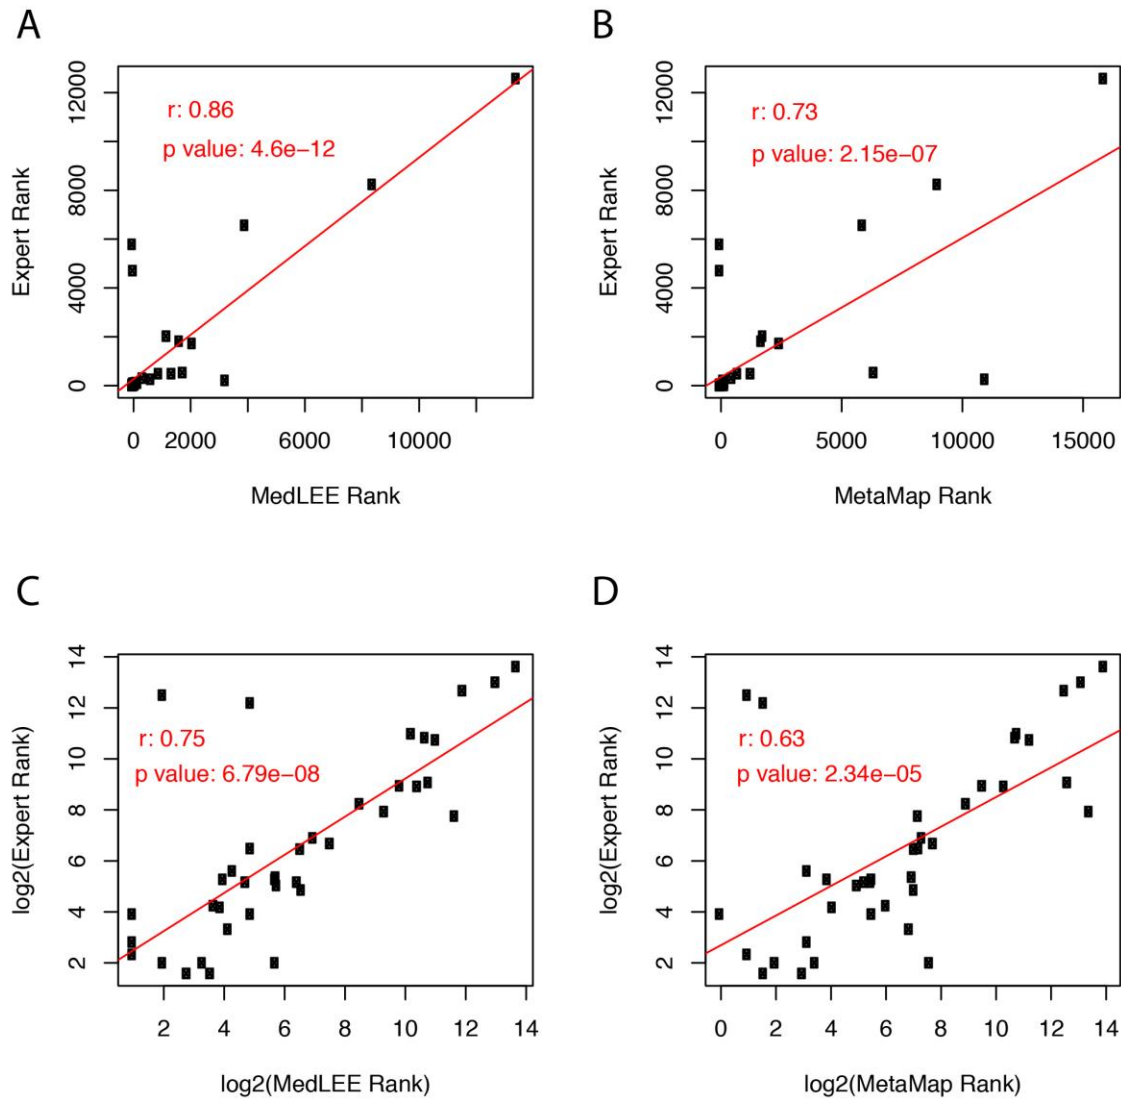 A
r: 0.86
p value: 4.6e−12
Expert Rank
0
4000
8000
12000
0
2000
6000
10000
MedLEE Rank
B
r: 0.73
p value: 2.15e−07
Expert Rank
0
4000
8000
12000
0
5000
10000
15000
MetaMap Rank
C
r: 0.75
p value: 6.79e−08
log2(Expert Rank)
2
4
6
8
10
12
14
2
4
6
8
10
12
14
log2(MedLEE Rank)
D
r: 0.63
p value: 2.34e−05
log2(Expert Rank)
2
4
6
8
10
12
14
0
2
4
6
8
10
12
14
log2(MetaMap Rank)